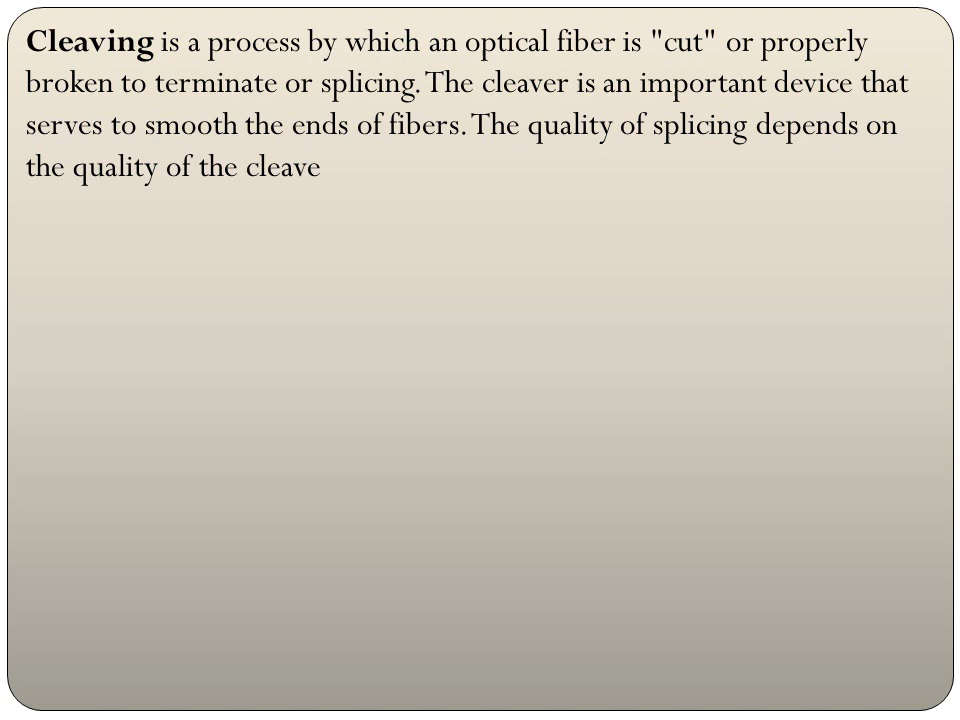 Cleaving is a process by which an optical fiber is "cut" or properly
broken to terminate or splicing. The cleaver is an important device that
serves to smooth the ends of fibers. The quality of splicing depends on
the quality of the cleave